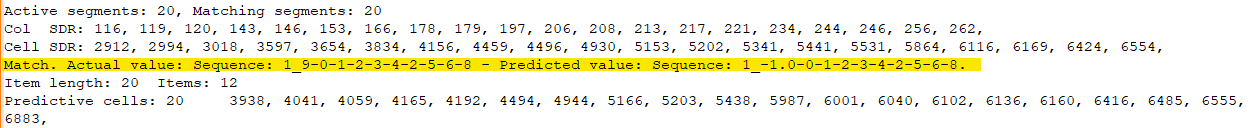 Active segments: 20, Matching segments: 20
Col  SDR: 116, 119, 120, 143, 146, 153, 166, 178, 179, 197, 206, 208, 213, 217, 221, 234, 244, 246, 256, 262,
Cell SDR: 2912, 2994, 3018, 3597, 3654, 3834, 4156, 4459, 4496, 4930, 5153, 5202, 5341, 5441, 5531, 5864, 6116, 6169, 6424, 6554,
Match. Actual value: Sequence: 1_9-0-1-2-3-4-2-5-6-8 - Predicted value: Sequence: 1_-1.0-0-1-2-3-4-2-5-6-8.
Item length: 20  Items: 12
Predictive cells: 20     3938, 4041, 4059, 4165, 4192, 4494, 4944, 5166, 5203, 5438, 5987, 6001, 6040, 6102, 6136, 6160, 6416, 6485, 6555,
6883,